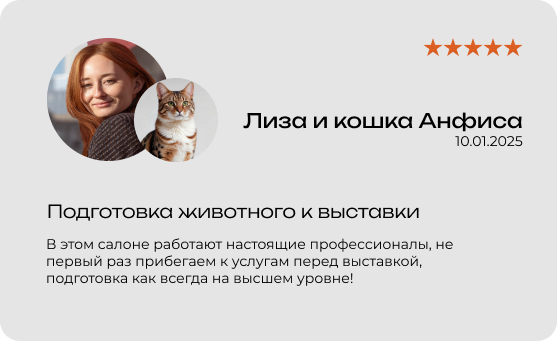 Лиза и кошка Анфиса
10.01.2025
Подготовка животного к выставки
В этом салоне работают настоящие профессионалы, не
первый раз прибегаем к услугам перед выставкой,
подготовка как всегда на высшем уровне!